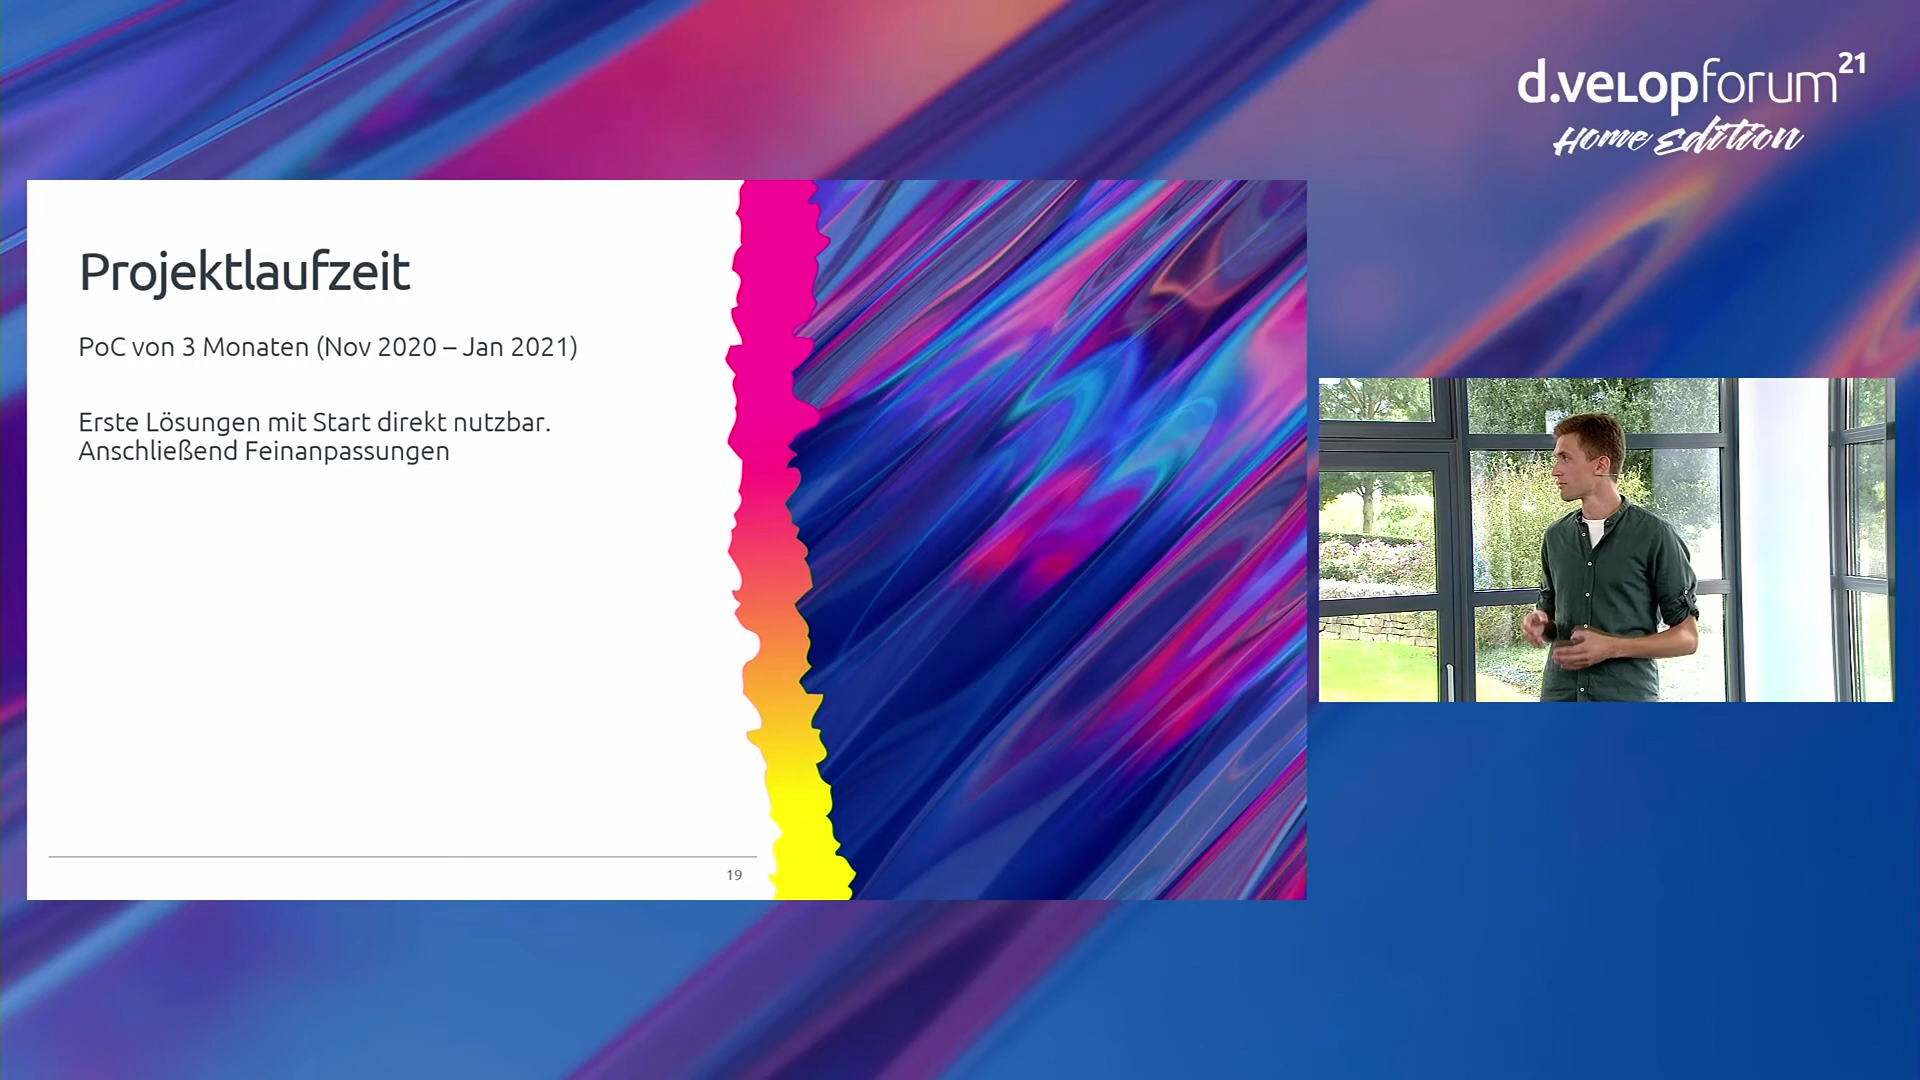 d.velopforum21
Home Edition
Projektlaufzeit
PoC von 3 Monaten (Nov 2020 – Jan 2021)
Erste Lösungen mit Start direkt nutzbar.
Anschließend Feinanpassungen
19